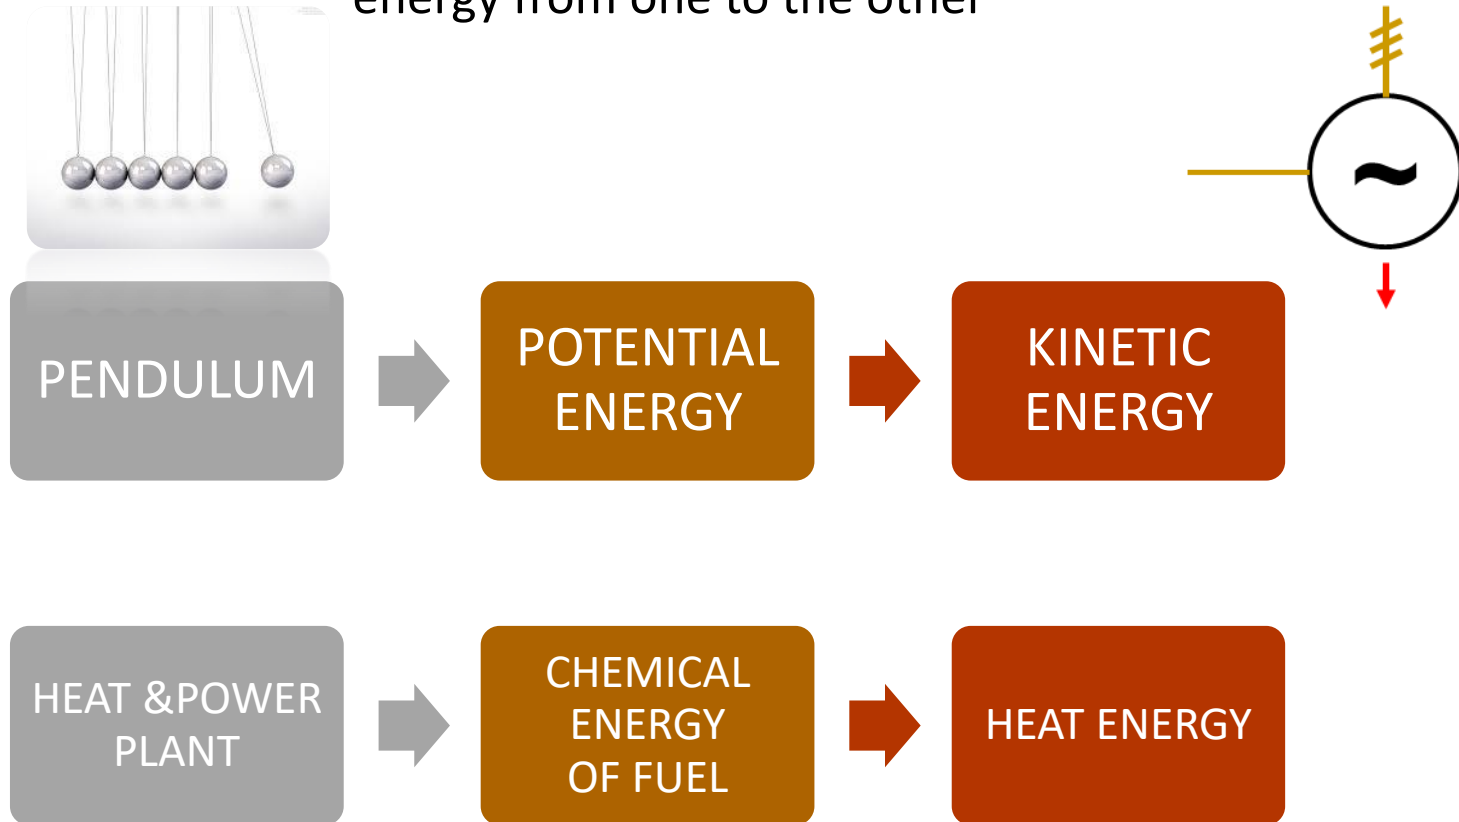 energy from one to the other
~
PENDULUM
POTENTIAL
ENERGY
KINETIC
ENERGY
HEAT &POWER
PLANT
CHEMICAL
ENERGY
OF FUEL
HEAT ENERGY